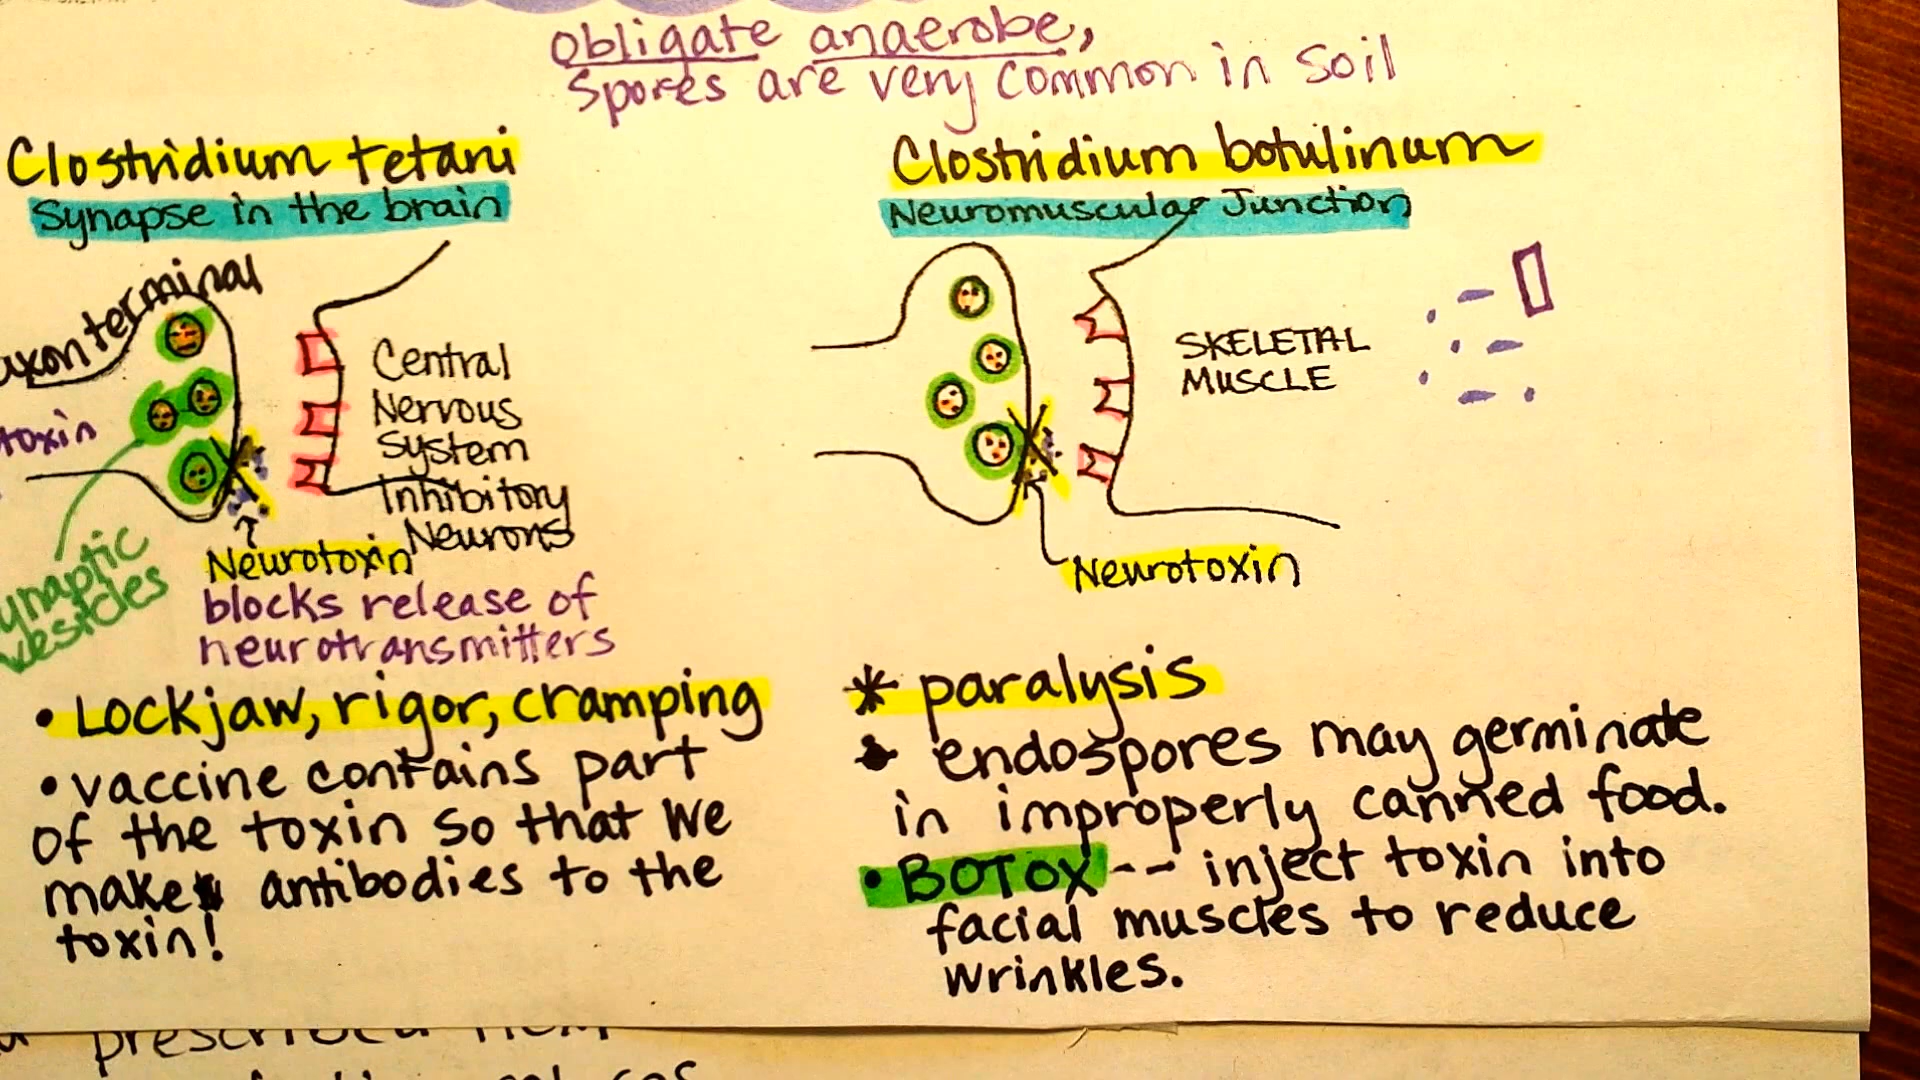 obligate anaerobe,
Spores are very common in soil
Clostridium tetani
Synapse in the brain
axon terminal
toxin
Central
Nervous
System
Inhibitory
Neurons
synaptic
vesicles
Neurotoxin
blocks release of
neurotransmitters
• Lockjaw, rigor, cramping
• vaccine contains part
of the toxin so that we
make antibodies to the
toxin!
Clostridium botulinum
Neuromuscular Junction
SKELETAL
MUSCLE
Neurotoxin
* paralysis
• endospores may germinate
in improperly canned food.
• BOTOX -- inject toxin into
facial muscles to reduce
wrinkles.
prescribed